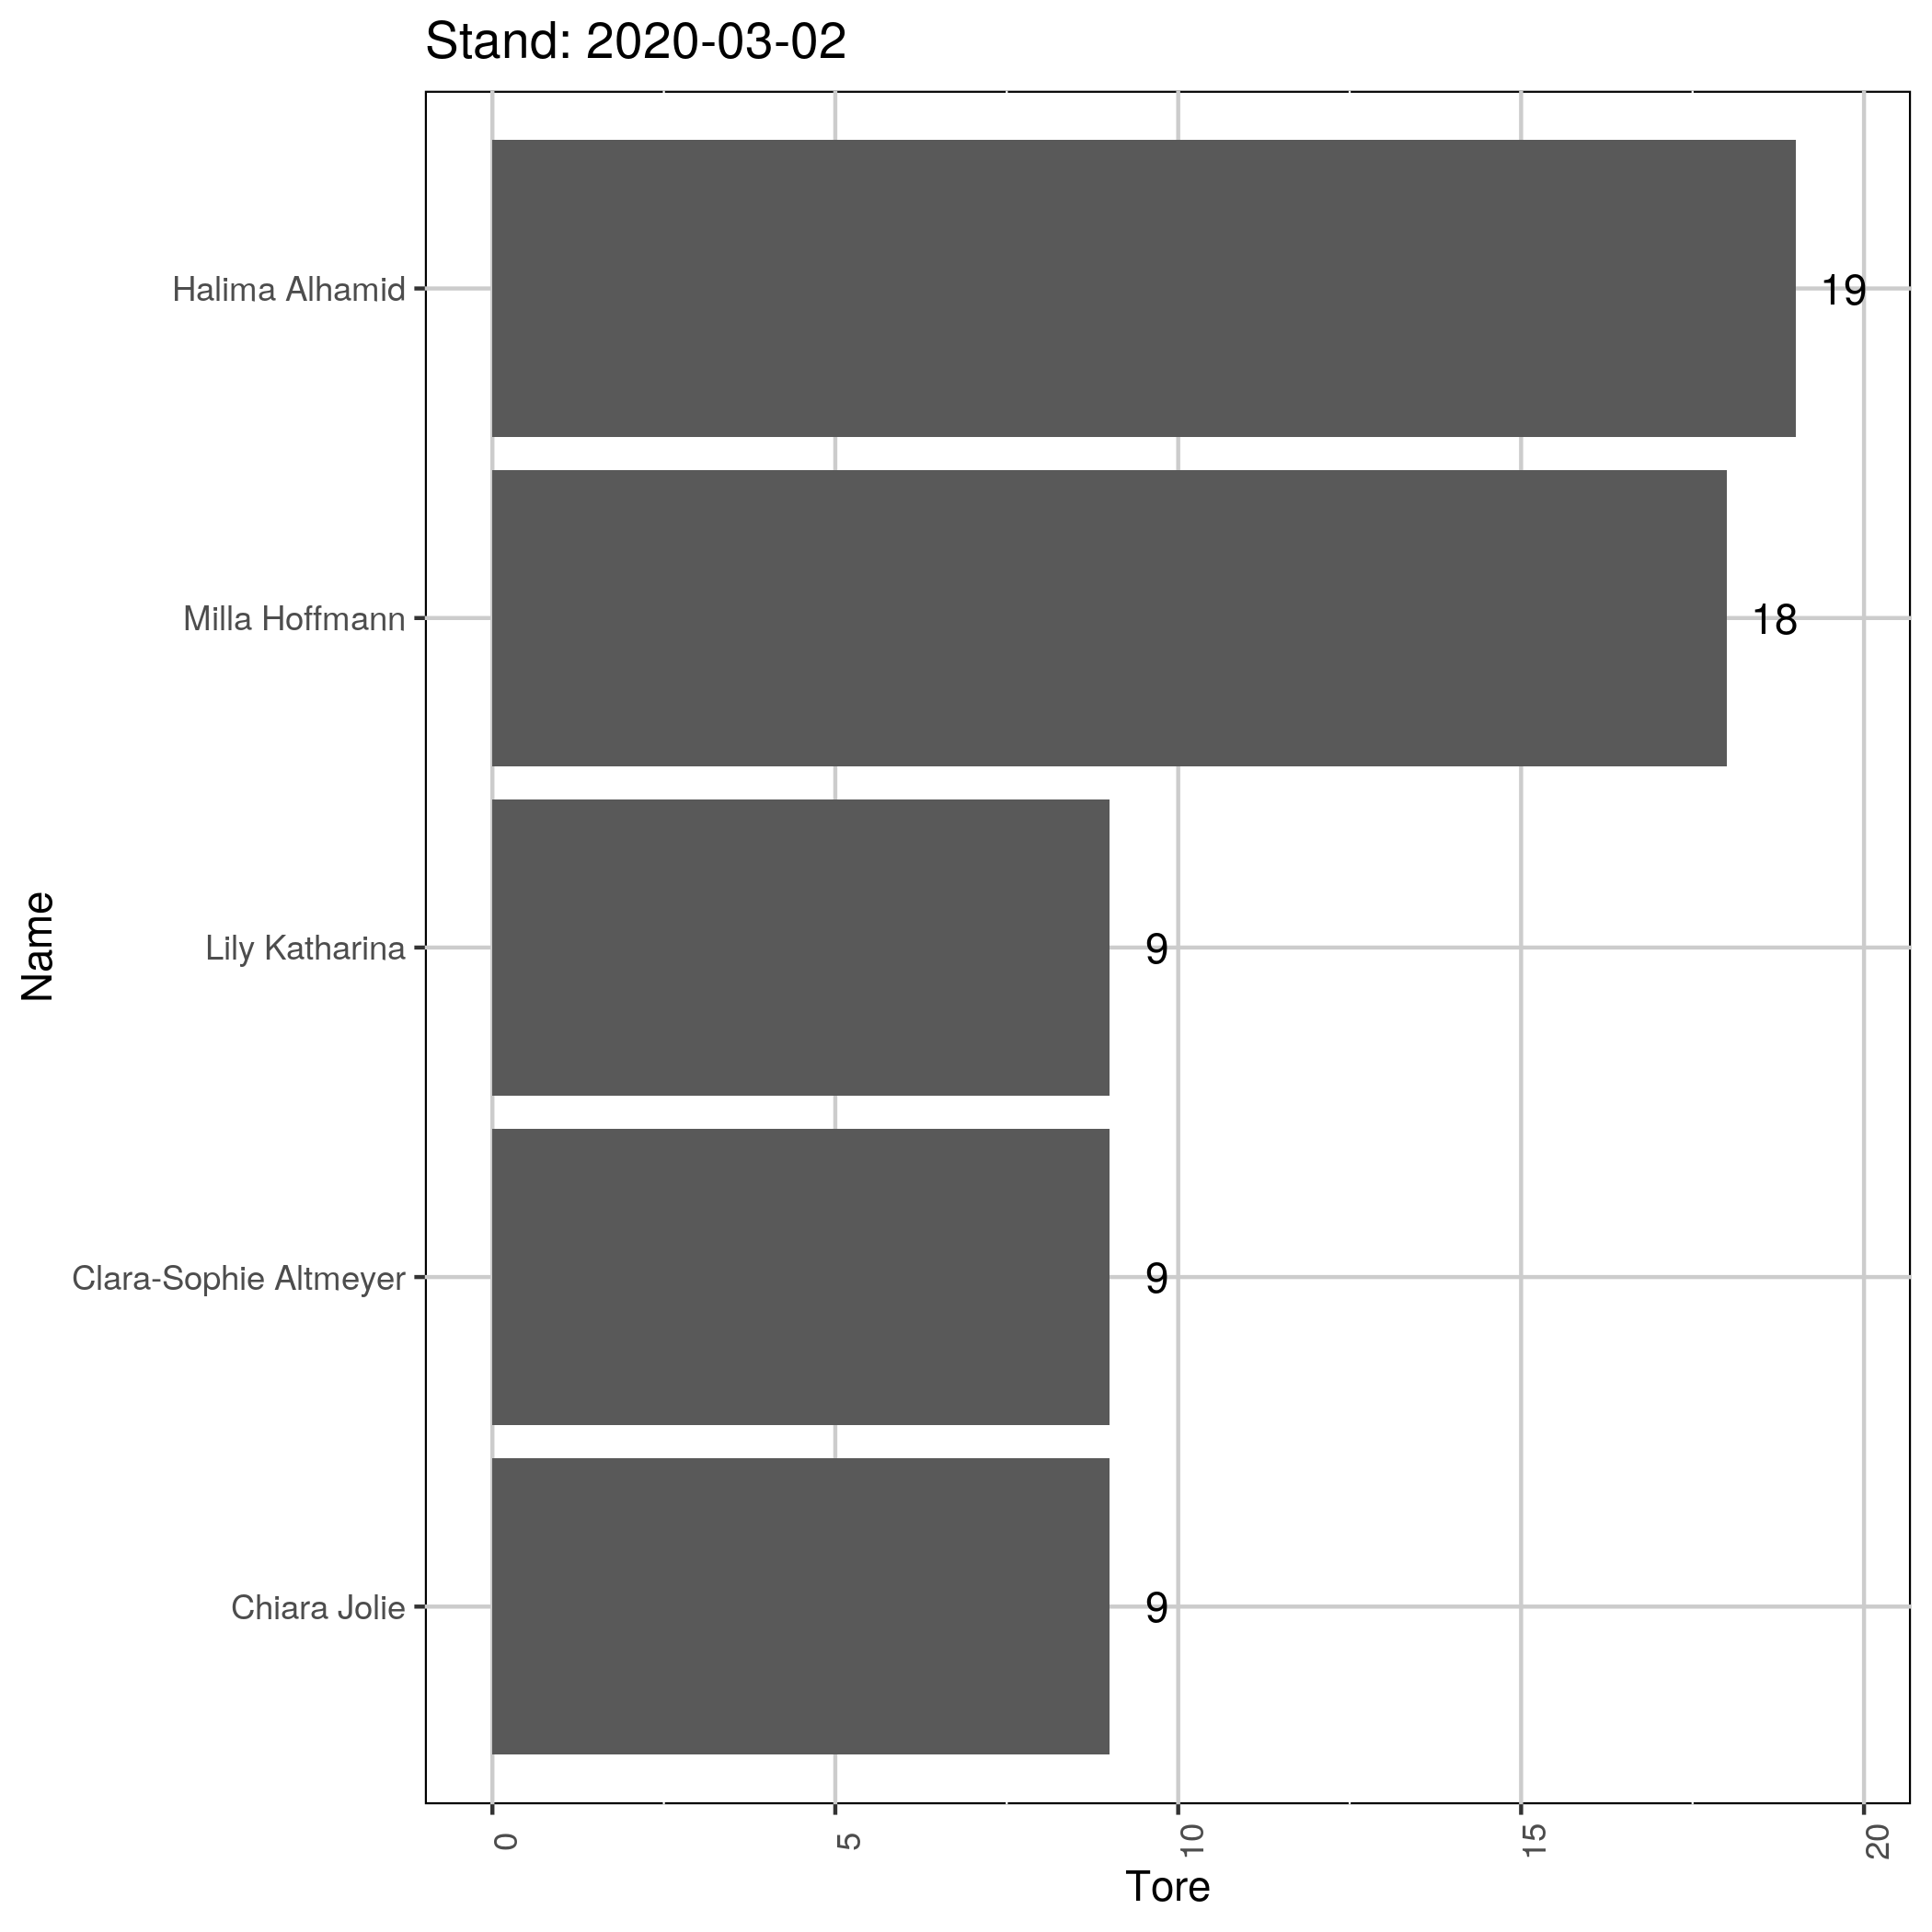 Stand: 2020-03-02
Name
Halima Alhamid
19
Milla Hoffmann
18
Lily Katharina
9
Clara-Sophie Altmeyer
9
Chiara Jolie
9
0
5
10
15
20
Tore